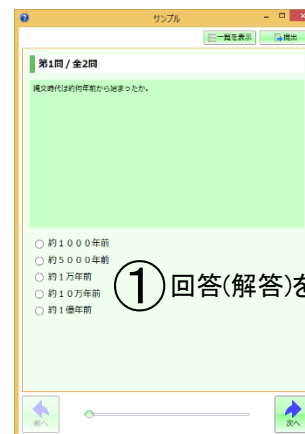 サンプル
一覧を表示
提出
第1問/全2問
縄文時代は約何年前から始まったか。
約1000年前
約5000年前
約1万年前
約10万年前
約1億年前
①回答(解答)を
前へ
次へ